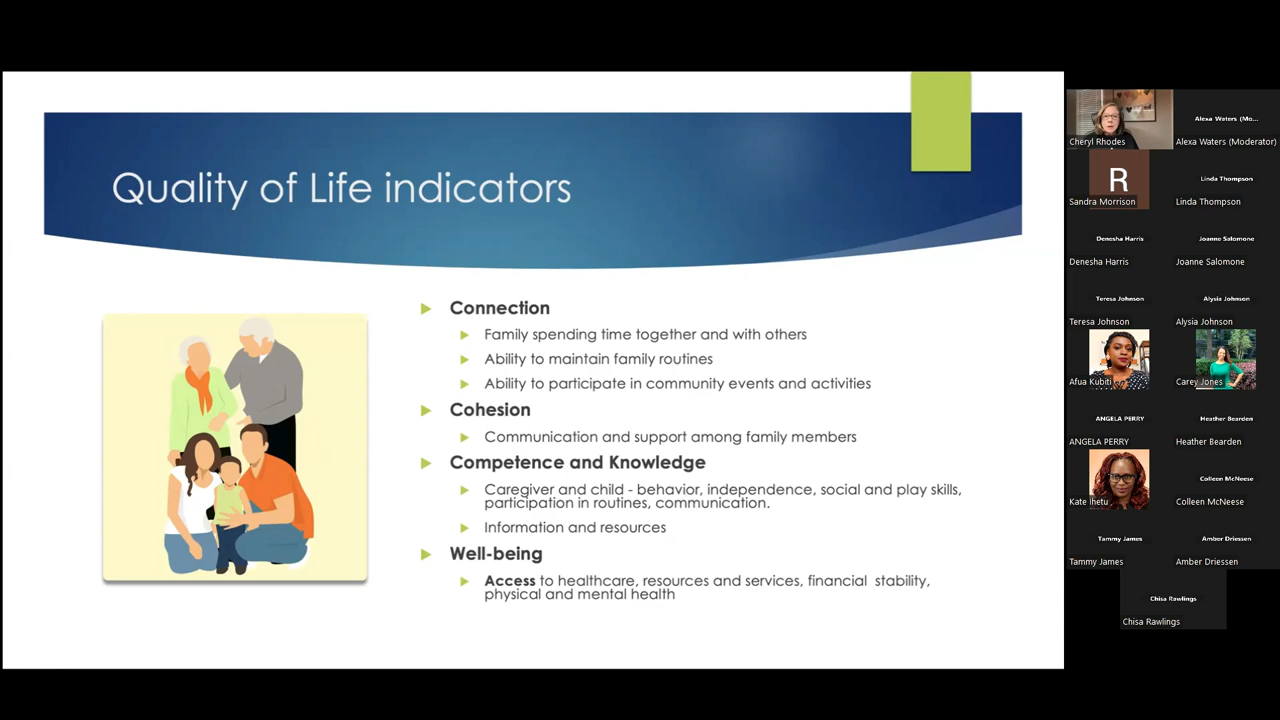 Quality of Life indicators
Connection
Family spending time together and with others
Ability to maintain family routines
Ability to participate in community events and activities
Cohesion
Communication and support among family members
Competence and Knowledge
Caregiver and child - behavior, independence, social and play skills,
participation in routines, communication.
Information and resources
Well-being
Access to healthcare, resources and services, financial stability,
physical and mental health
Cheryl Rhodes
Alexa Waters (Mo...
Alexa Waters (Moderator)
R
Sandra Morrison
Linda Thompson
Linda Thompson
Denesha Harris
Denesha Harris
Joanne Salomone
Joanne Salomone
Teresa Johnson
Teresa Johnson
Alysia Johnson
Alysia Johnson
Afua Kubiti
Carey Jones
ANGELA PERRY
ANGELA PERRY
Heather Bearden
Heather Bearden
Kate Ihetu
Colleen McNeese
Colleen McNeese
Tammy James
Tammy James
Amber Driessen
Amber Driessen
Chisa Rawlings
Chisa Rawlings